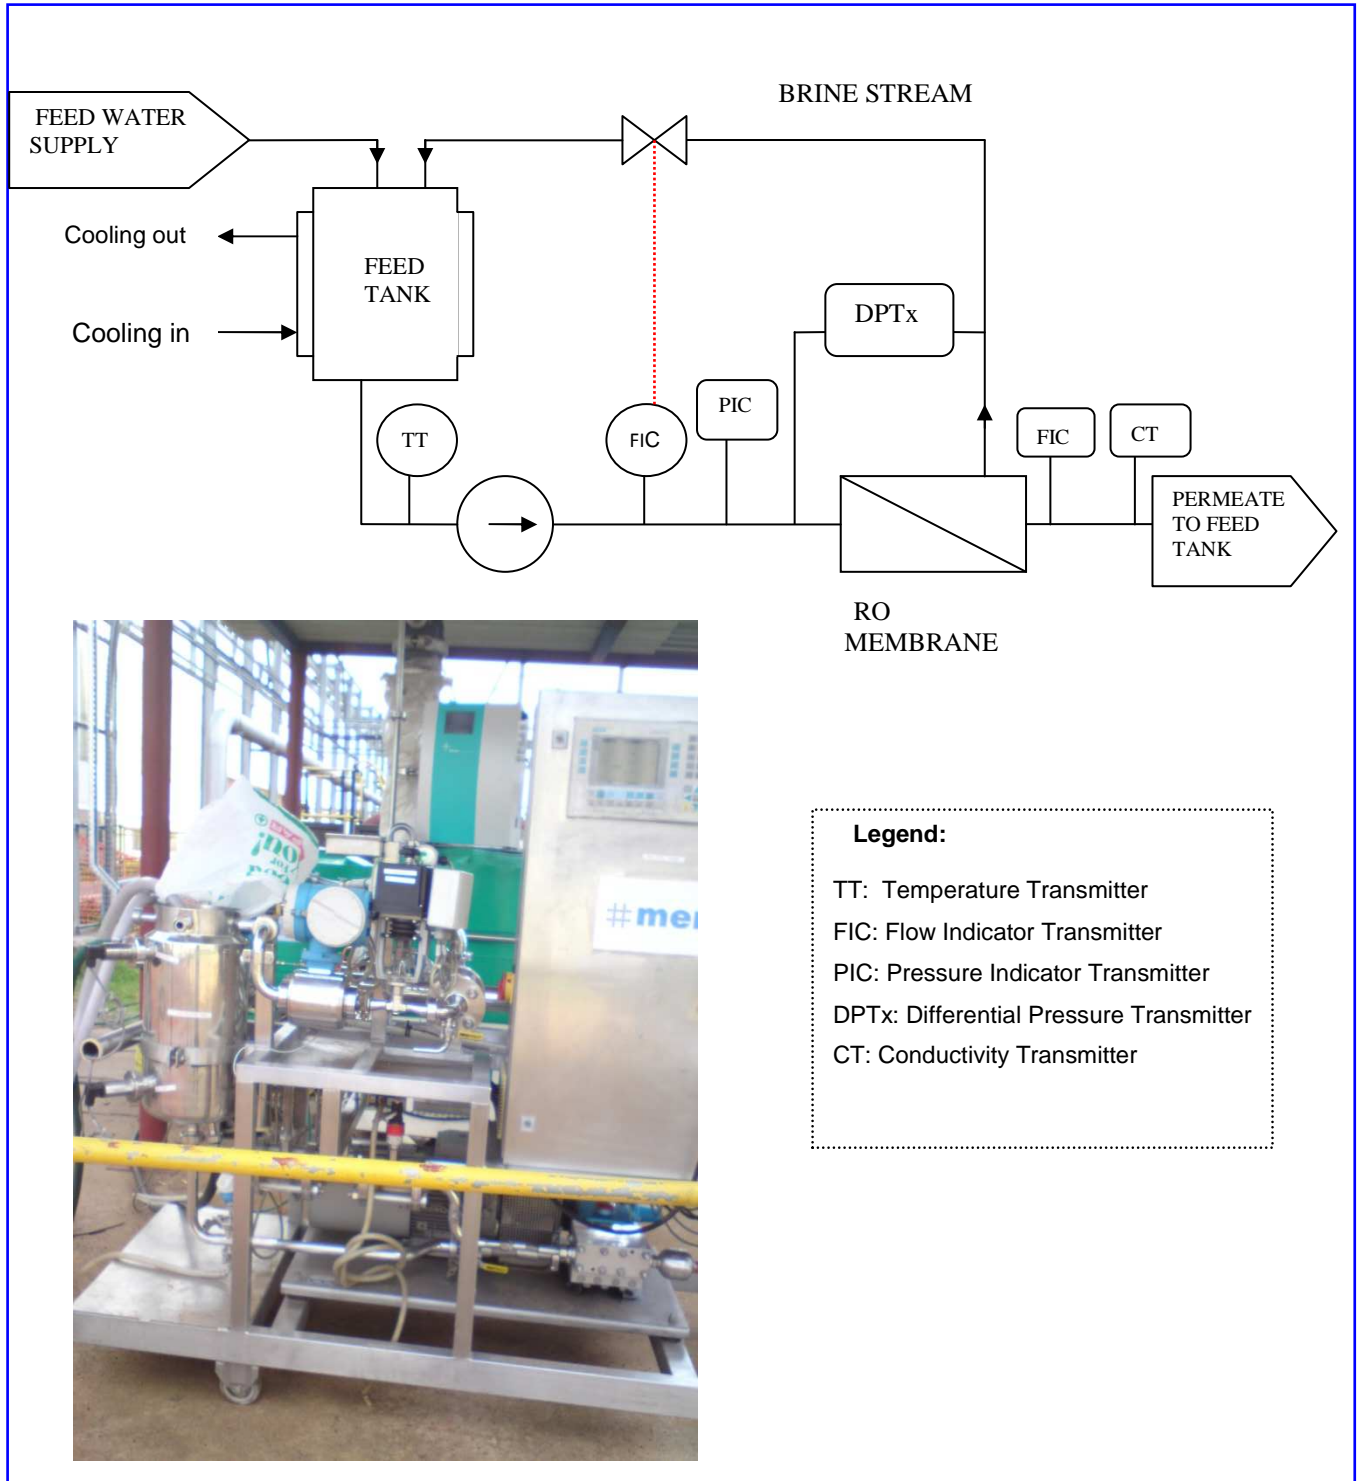 BRINE STREAM
FEED WATER
SUPPLY
Cooling out
FEED
TANK
Cooling in
DPTx
PIC
TT
FIC
FIC
CT
PERMEATE
TO FEED
TANK
RO
MEMBRANE
#mer
Legend:
TT: Temperature Transmitter
FIC: Flow Indicator Transmitter
PIC: Pressure Indicator Transmitter
DPTx: Differential Pressure Transmitter
CT: Conductivity Transmitter